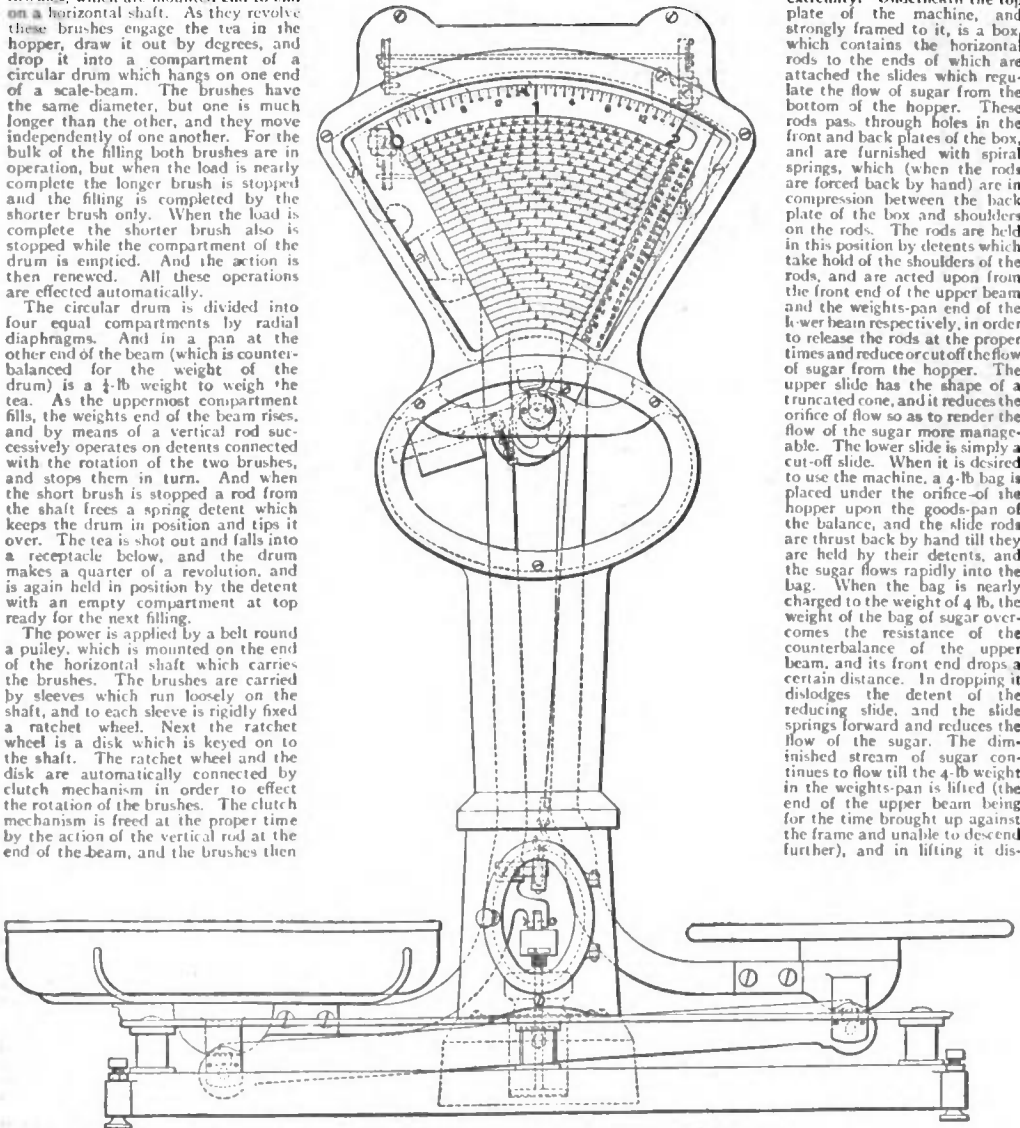 on a horizontal shaft. As they revolve
these brushes engage the tea in the
hopper, draw it out by degrees, and
drop it into a compartment of a
circular drum which hangs on one end
of a scale-beam. The brushes have
the same diameter, but one is much
longer than the other, and they move
independently of one another. For the
bulk of the filling both brushes are in
operation, but when the load is nearly
complete the longer brush is stopped
and the filling is completed by the
shorter brush only. When the load is
complete the shorter brush also is
stopped while the compartment of the
drum is emptied. And the action is
then renewed. All these operations
are effected automatically.
The circular drum is divided into
four equal compartments by radial
diaphragms. And in a pan at the
other end of the beam (which is counter-
balanced for the weight of the
drum) is a ¼-lb weight to weigh the
tea. As the uppermost compartment
fills, the weights end of the beam rises,
and by means of a vertical rod suc-
cessively operates on detents connected
with the rotation of the two brushes,
and stops them in turn. And when
the short brush is stopped a rod from
the shaft frees a spring detent which
keeps the drum in position and tips it
over. The tea is shot out and falls into
a receptacle below, and the drum
makes a quarter of a revolution, and
is again held in position by the detent
with an empty compartment at top
ready for the next filling.
The power is applied by a belt round
a pulley, which is mounted on the end
of the horizontal shaft which carries
the brushes. The brushes are carried
by sleeves which run loosely on the
shaft, and to each sleeve is rigidly fixed
a ratchet wheel. Next the ratchet
wheel is a disk which is keyed on to
the shaft. The ratchet wheel and the
disk are automatically connected by
clutch mechanism in order to effect
the rotation of the brushes. The clutch
mechanism is freed at the proper time
by the action of the vertical rod at the
end of the beam, and the brushes then
0 1 2
plate of the machine, and
strongly framed to it, is a box,
which contains the horizontal
rods to the ends of which are
attached the slides which regu-
late the flow of sugar from the
bottom of the hopper. These
rods pass through holes in the
front and back plates of the box,
and are furnished with spiral
springs, which (when the rods
are forced back by hand) are in
compression between the back
plate of the box and shoulders
on the rods. The rods are held
in this position by detents which
take hold of the shoulders of the
rods, and are acted upon from
the front end of the upper beam
and the weights-pan end of the
lower beam respectively, in order
to release the rods at the proper
times and reduce or cut off the flow
of sugar from the hopper. The
upper slide has the shape of a
truncated cone, and it reduces the
orifice of flow so as to render the
flow of the sugar more manage-
able. The lower slide is simply a
cut-off slide. When it is desired
to use the machine, a 4-lb bag is
placed under the orifice of the
hopper upon the goods-pan of
the balance, and the slide rods
are thrust back by hand till they
are held by their detents, and
the sugar flows rapidly into the
bag. When the bag is nearly
charged to the weight of 4 lb, the
weight of the bag of sugar over-
comes the resistance of the
counterbalance of the upper
beam, and its front end drops a
certain distance. In dropping it
dislodges the detent of the
reducing slide, and the slide
springs forward and reduces the
flow of the sugar. The dim-
inished stream of sugar con-
tinues to flow till the 4-lb weight
in the weights-pan is lifted (the
end of the upper beam being
for the time brought up against
the frame and unable to descend
further), and in lifting it dis-